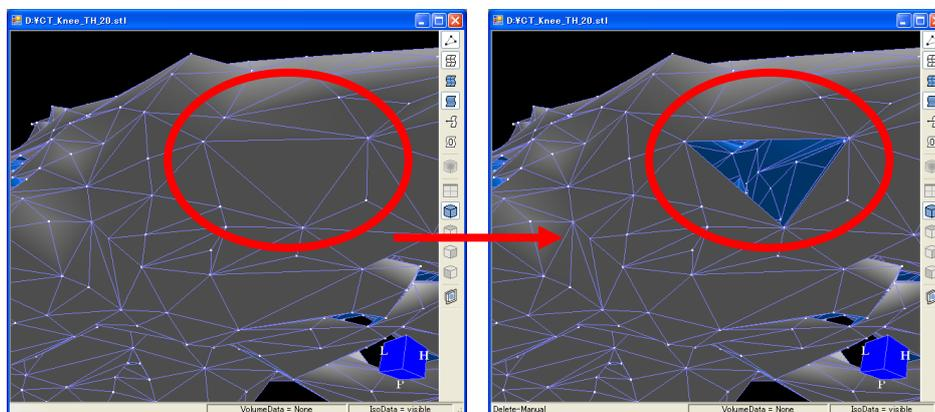 D:¥CT_Knee_TH_20.stl
D:¥CT_Knee_TH_20.stl
L
H
P
L
H
P
VolumeData = None
IsoData = visible
Delete-Manual
VolumeData = None
IsoData = visible